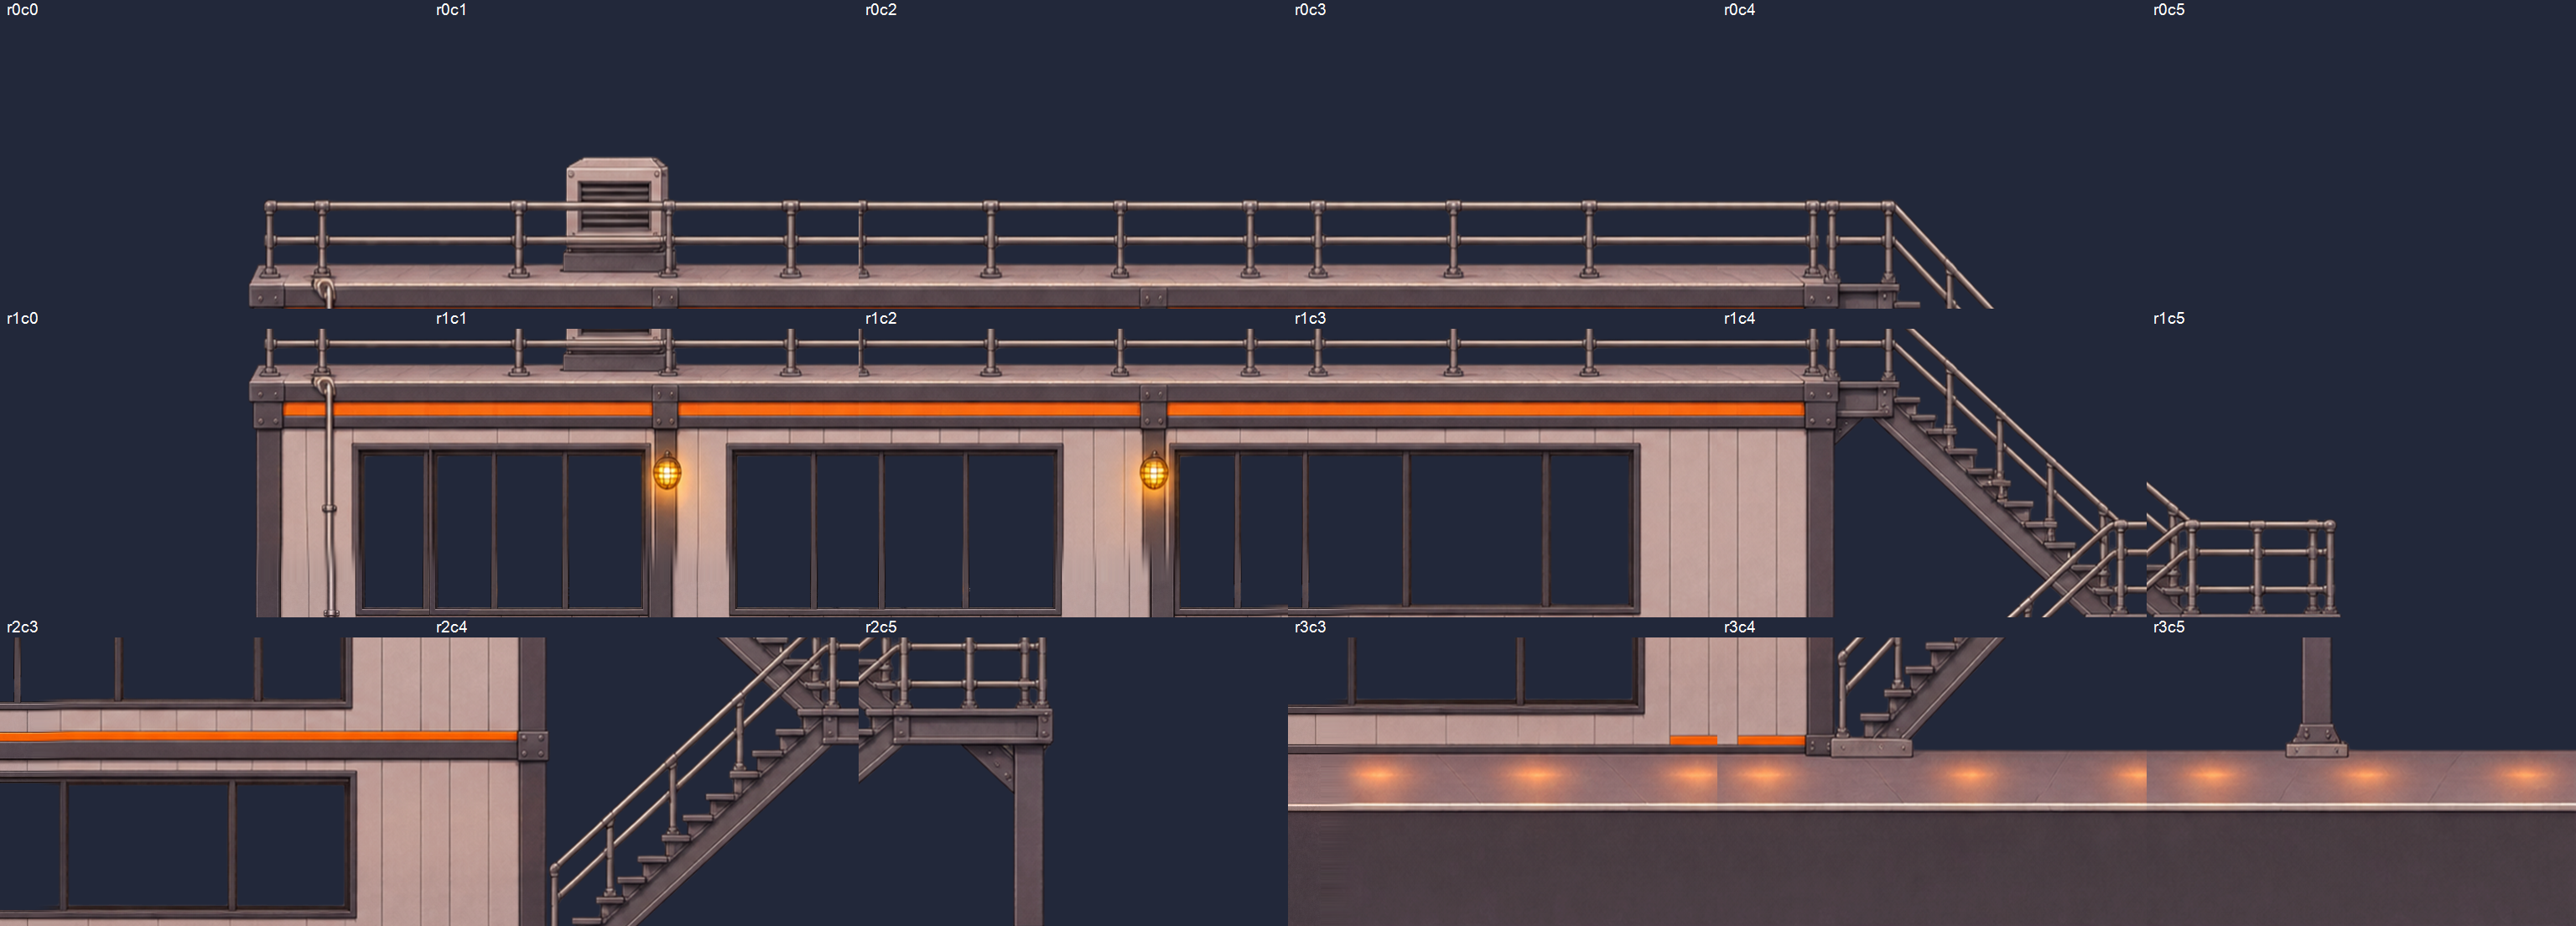 r0c0 r0c1 r0c2 r0c3 r0c4 r0c5
r1c0 r1c1 r1c2 r1c3 r1c4 r1c5
r2c3 r2c4 r2c5 r3c3 r3c4 r3c5